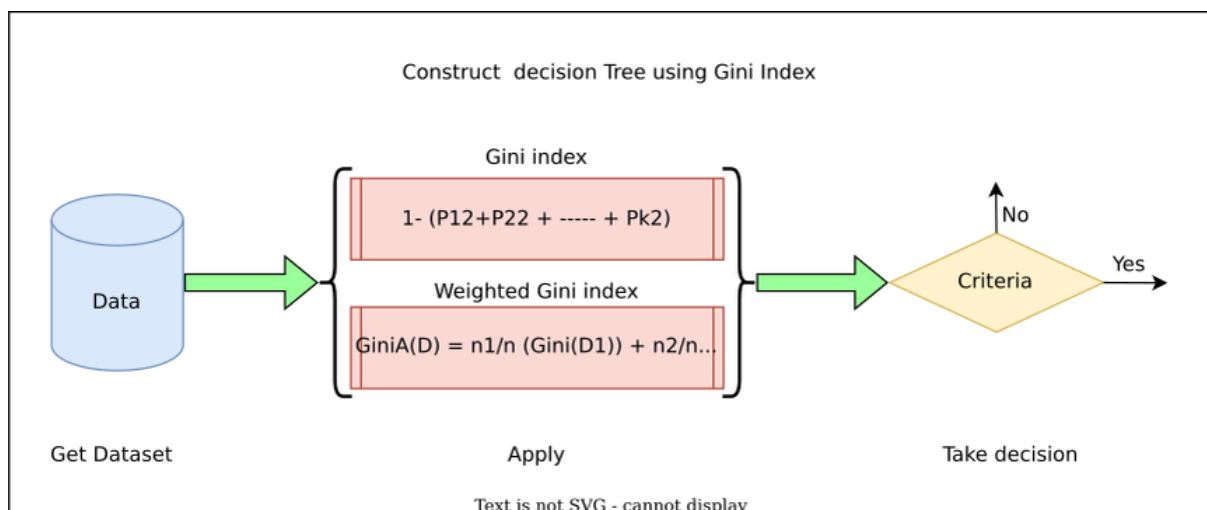 Construct decision Tree using Gini Index
Gini index
1- (P12+P22 + ----- + Pk2)
Data
Weighted Gini index
GiniA(D) = n1/n (Gini(D1)) + n2/n...
No
Criteria
Yes
Get Dataset
Apply
Take decision
Text is not SVG - cannot display